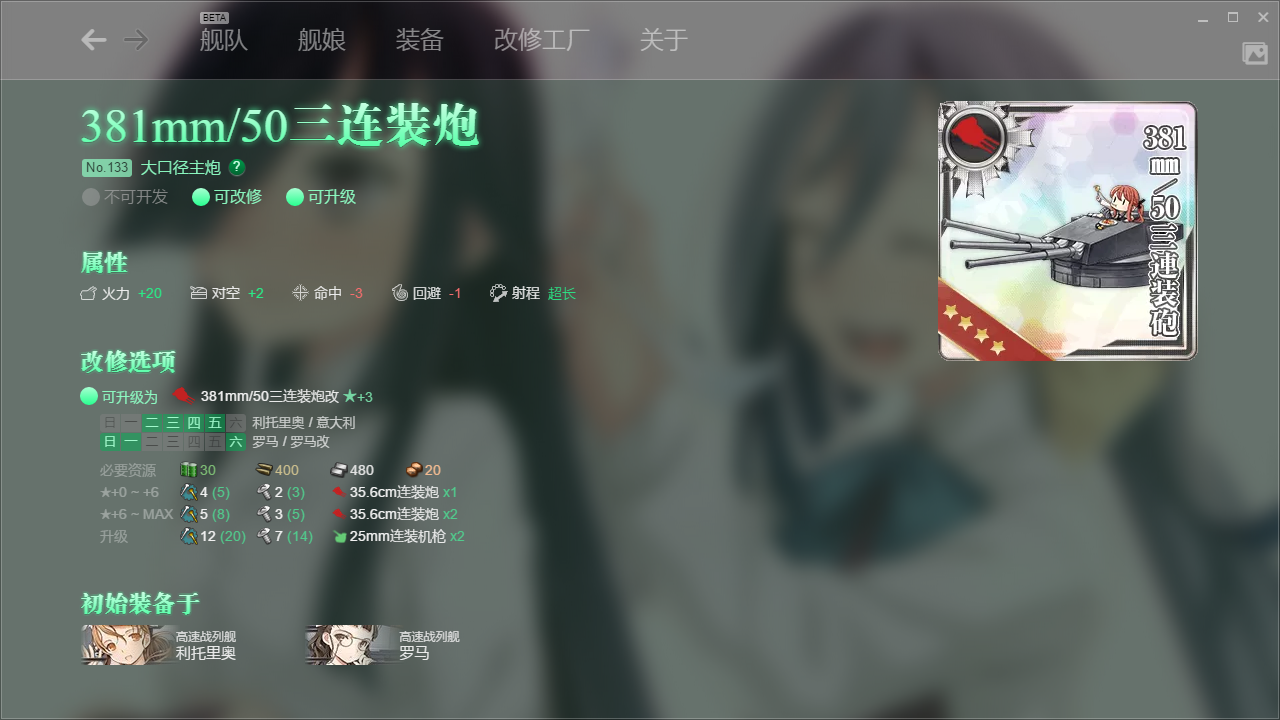 BETA
舰队 舰娘 装备 改修工厂 关于
381mm/50三连装炮
No.133 大口径主炮 ?
不可开发 可改修 可升级
381mm/50三連装砲
属性
火力 +20 对空 +2 命中 -3 回避 -1 射程 超长
改修选项
可升级为 381mm/50三连装炮改 ★+3
日 一 二 三 四 五 六 利托里奥 / 意大利
日 一 二 三 四 五 六 罗马 / 罗马改
必要资源 30 400 480 20
★+0 ~ +6 4 (5) 2 (3) 35.6cm连装炮 x1
★+6 ~ MAX 5 (8) 3 (5) 35.6cm连装炮 x2
升级 12 (20) 7 (14) 25mm连装机枪 x2
初始装备于
高速战列舰 高速战列舰
利托里奥 罗马